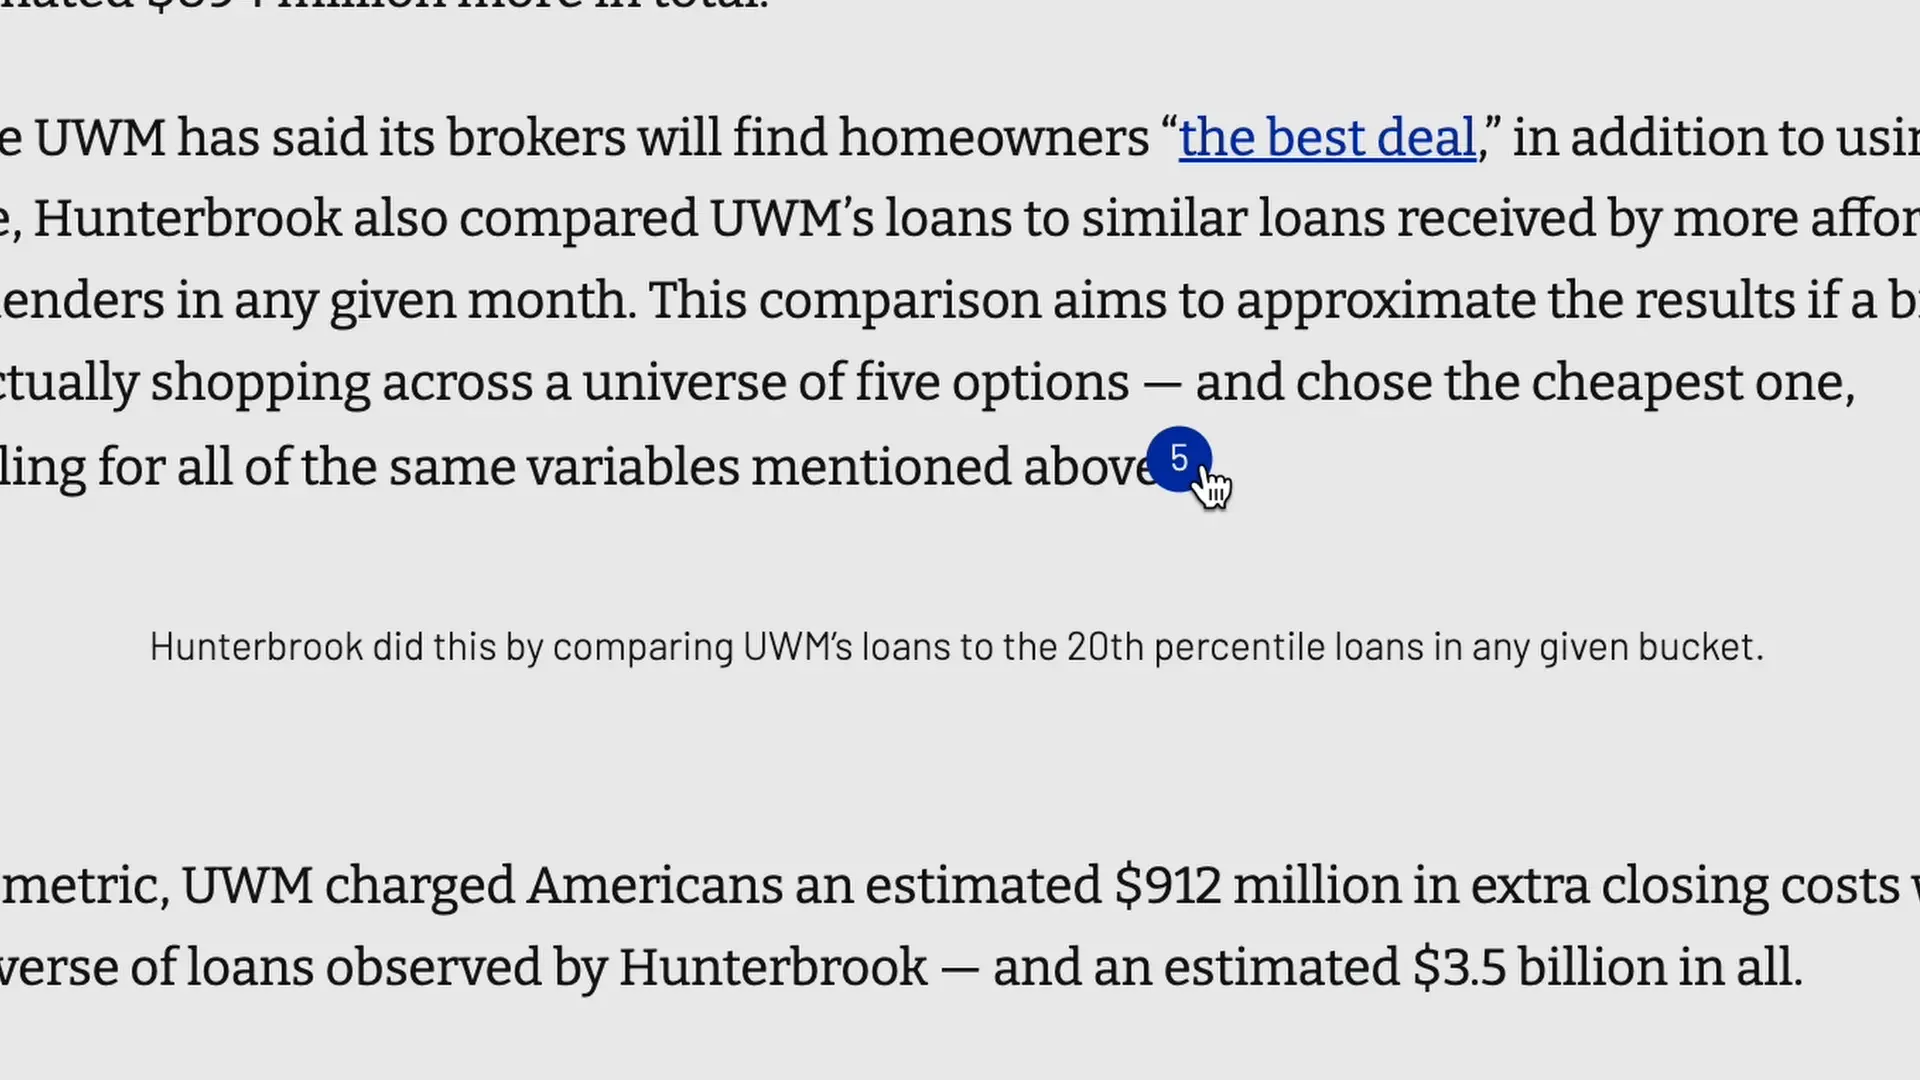 million more in total.
e UWM has said its brokers will find homeowners “the best deal,” in addition to usin
e, Hunterbrook also compared UWM’s loans to similar loans received by more affor
lenders in any given month. This comparison aims to approximate the results if a b
ctually shopping across a universe of five options — and chose the cheapest one,
ling for all of the same variables mentioned above 5
Hunterbrook did this by comparing UWM’s loans to the 20th percentile loans in any given bucket.
metric, UWM charged Americans an estimated $912 million in extra closing costs
verse of loans observed by Hunterbrook — and an estimated $3.5 billion in all.